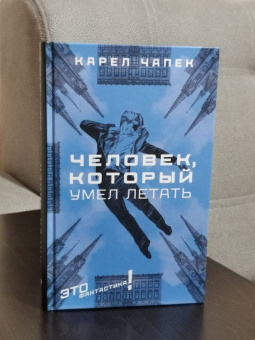 КАРЕЛ ЧАПЕК
ЧЕЛОВЕК,
КОТОРЫЙ
УМЕЛ ЛЕТАТЬ
ЭТО
фантастика!